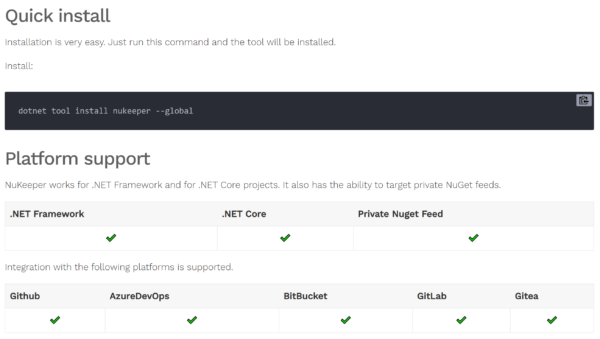 Quick install
Installation is very easy. Just run this command and the tool will be installed.
Install:
dotnet tool install nukeeper --global
Platform support
NuKeeper works for .NET Framework and for .NET Core projects. It also has the ability to target private NuGet feeds.
.NET Framework .NET Core Private Nuget Feed
Integration with the following platforms is supported.
Github AzureDevOps BitBucket GitLab Gitea